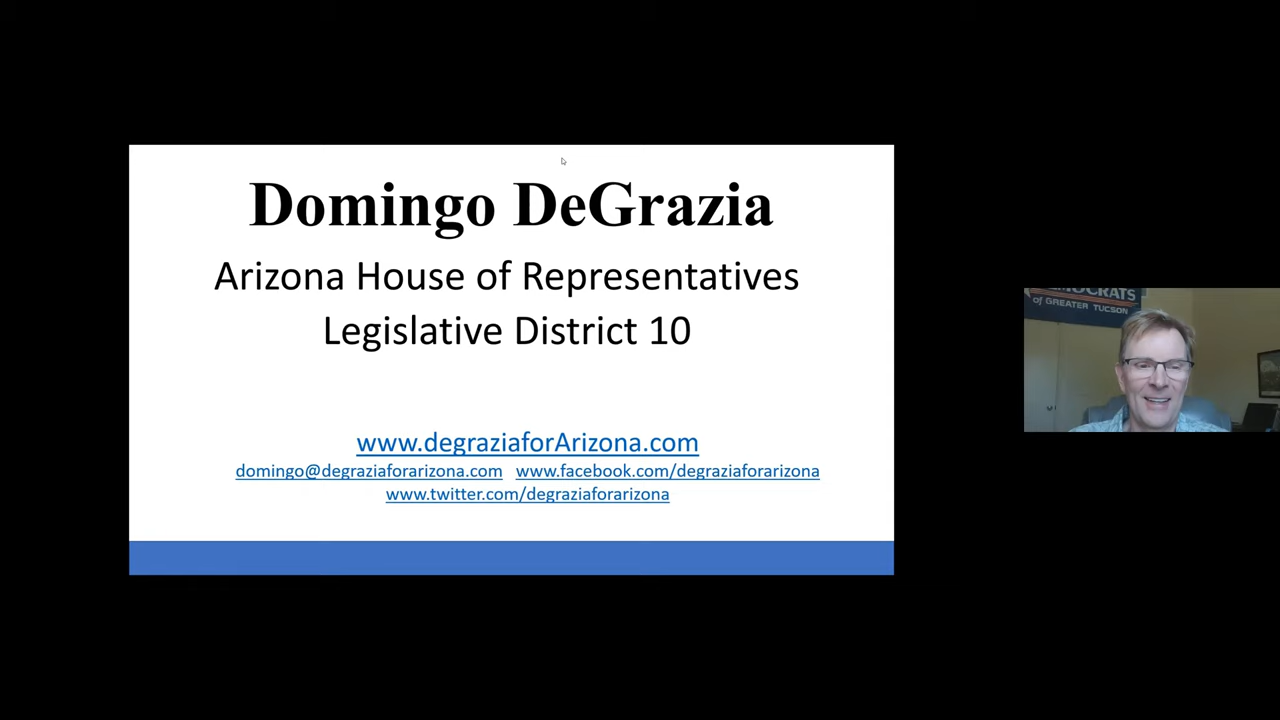 Domingo DeGrazia
Arizona House of Representatives
Legislative District 10
www.degraziaforArizona.com
domingo@degraziaforarizona.com www.facebook.com/degraziaforarizona
www.twitter.com/degraziaforarizona
of GREATER TUCSON